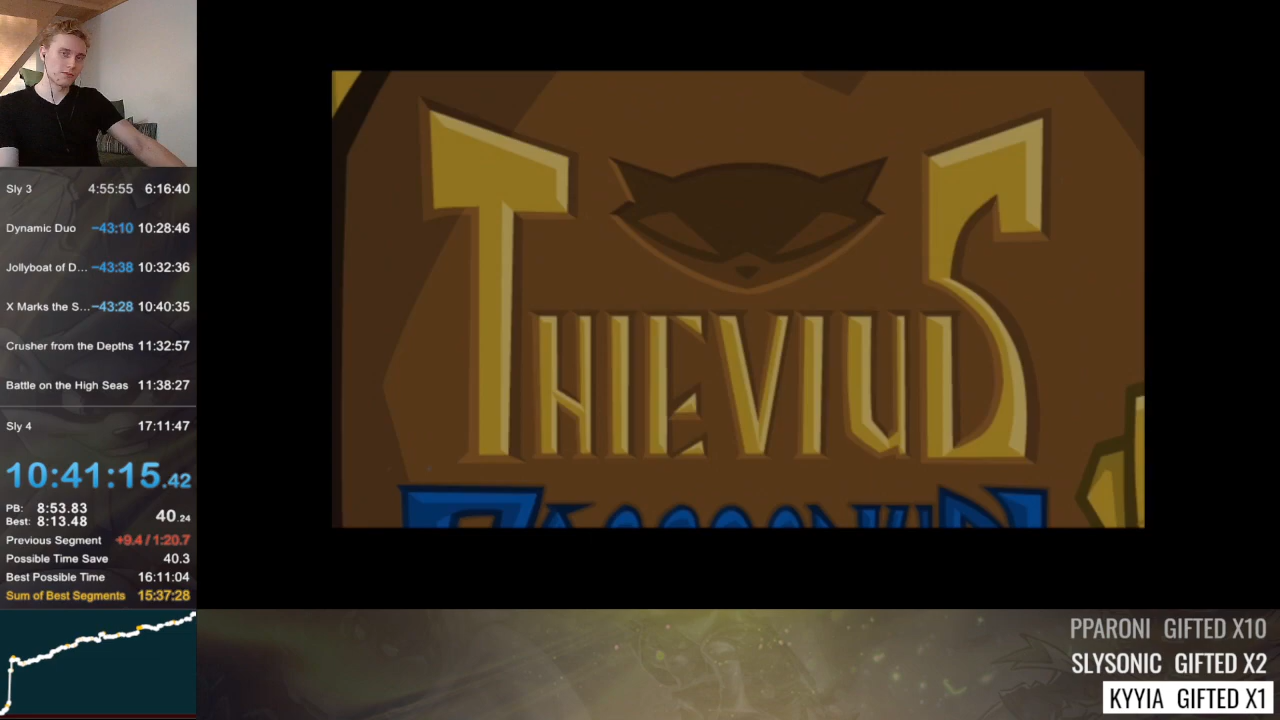 Sly 3 4:55:55 6:16:40
Dynamic Duo −43:10 10:28:46
Jollyboat of D... −43:38 10:32:36
X Marks the S... −43:28 10:40:35
Crusher from the Depths 11:32:57
Battle on the High Seas 11:38:27
Sly 4 17:11:47
10:41:15.42
PB: 8:53.83
Best: 8:13.48
40.24
Previous Segment +9.4 / 1:20.7
Possible Time Save 40.3
Best Possible Time 16:11:04
Sum of Best Segments 15:37:28
THIEVIUS
PPARONI GIFTED X10
SLYSONIC GIFTED X2
KYYIA GIFTED X1